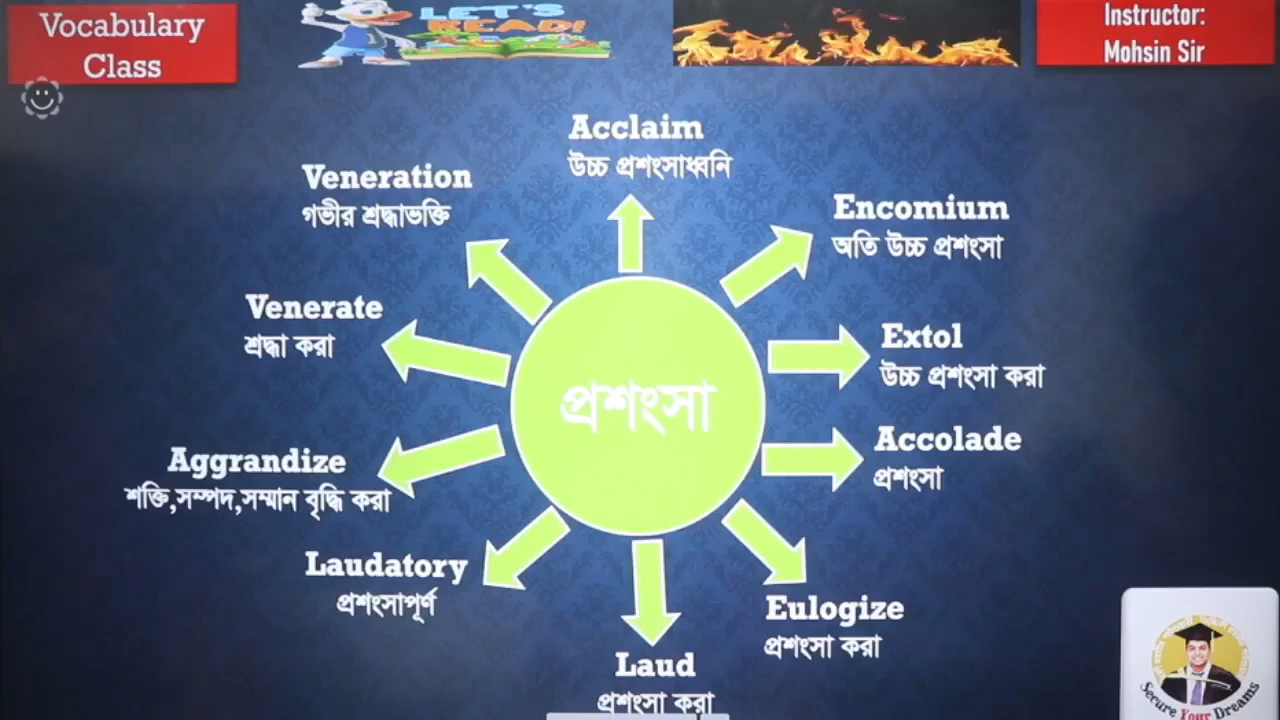 Vocabulary
Class
LET'S
READ!
Instructor:
Mohsin Sir
Acclaim
উচ্চ প্রশংসাধ্বনি
Veneration
গভীর শ্রদ্ধাভক্তি
Encomium
অতি উচ্চ প্রশংসা
Venerate
শ্রদ্ধা করা
Extol
উচ্চ প্রশংসা করা
প্রশংসা
Accolade
প্রশংসা
Aggrandize
শক্তি,সম্পদ,সম্মান বৃদ্ধি করা
Laudatory
প্রশংসাপূর্ণ
Eulogize
প্রশংসা করা
Laud
প্রশংসা করা
Secure Your Dreams